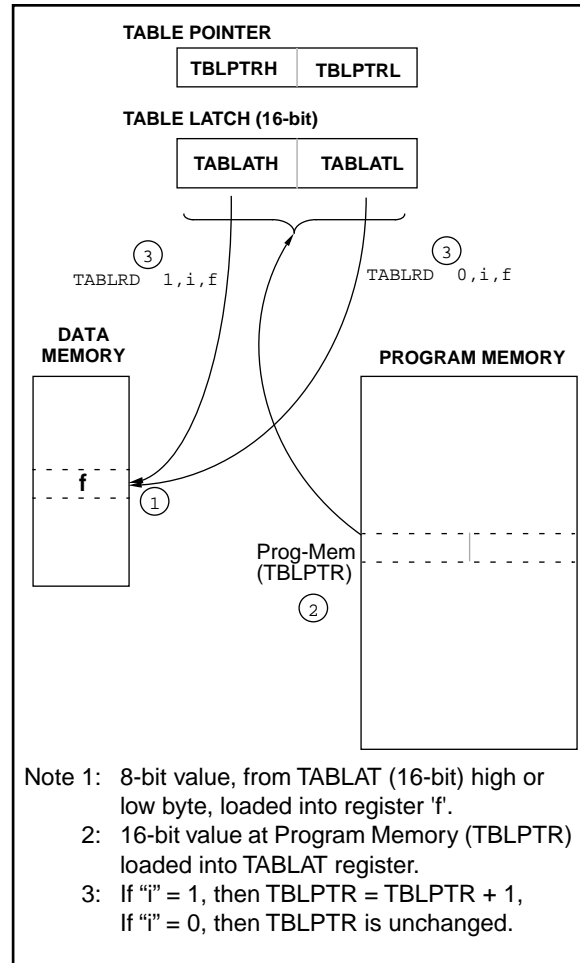 TABLE POINTER
TBLPTRH TBLPTRL
TABLE LATCH (16-bit)
TABLATH TABLATL
3 3
TABLRD 1,i,f TABLRD 0,i,f
DATA
MEMORY
PROGRAM MEMORY
f
1
Prog-Mem
(TBLPTR)
2
Note 1: 8-bit value, from TABLAT (16-bit) high or
low byte, loaded into register 'f'.
2: 16-bit value at Program Memory (TBLPTR)
loaded into TABLAT register.
3: If “i” = 1, then TBLPTR = TBLPTR + 1,
If “i” = 0, then TBLPTR is unchanged.